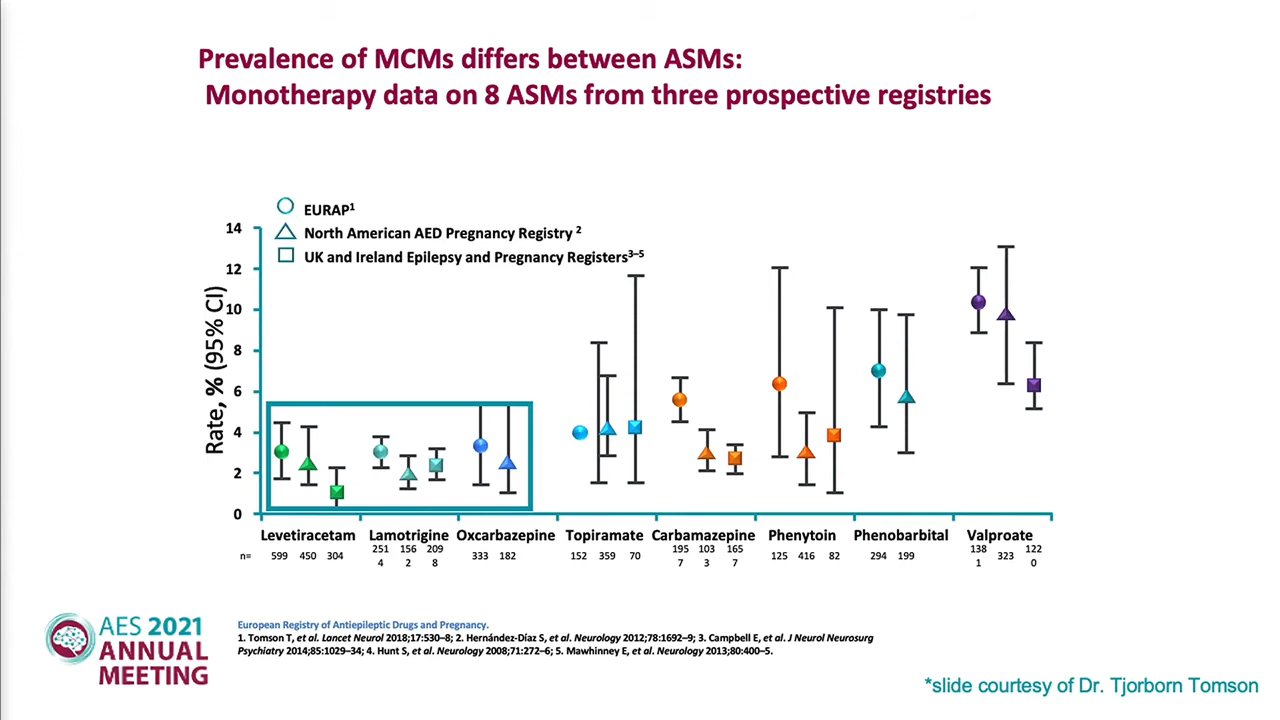 Prevalence of MCMs differs between ASMs:
Monotherapy data on 8 ASMs from three prospective registries
EURAP1
North American AED Pregnancy Registry 2
UK and Ireland Epilepsy and Pregnancy Registers3–5
Rate, % (95% CI)
14
12
10
8
6
4
2
0
Levetiracetam Lamotrigine Oxcarbazepine Topiramate Carbamazepine Phenytoin Phenobarbital Valproate
n= 599 450 304 2514 1562 2098 333 182 152 359 70 1957 1033 1657 125 416 82 294 199 1381 323 1220
AES 2021
ANNUAL
MEETING
European Registry of Antiepileptic Drugs and Pregnancy.
1. Tomson T, et al. Lancet Neurol 2018;17:530–8; 2. Hernández-Díaz S, et al. Neurology 2012;78:1692–9; 3. Campbell E, et al. J Neurol Neurosurg
Psychiatry 2014;85:1029–34; 4. Hunt S, et al. Neurology 2008;71:272–6; 5. Mawhinney E, et al. Neurology 2013;80:400–5.
*slide courtesy of Dr. Tjorborn Tomson